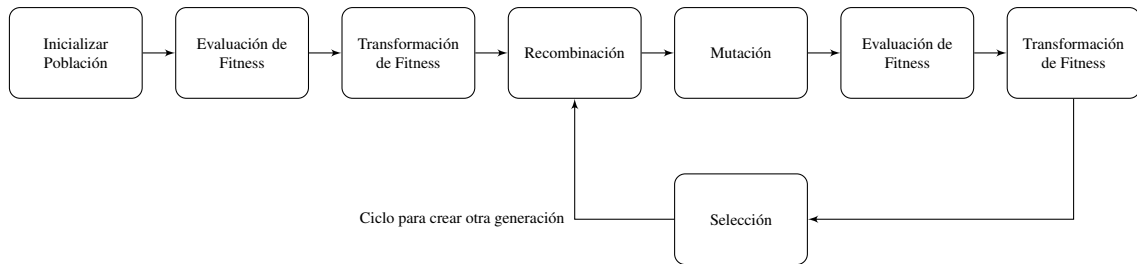 Inicializar
Población
Evaluación de
Fitness
Transformación
de Fitness
Recombinación
Mutación
Evaluación de
Fitness
Transformación
de Fitness
Ciclo para crear otra generación
Selección